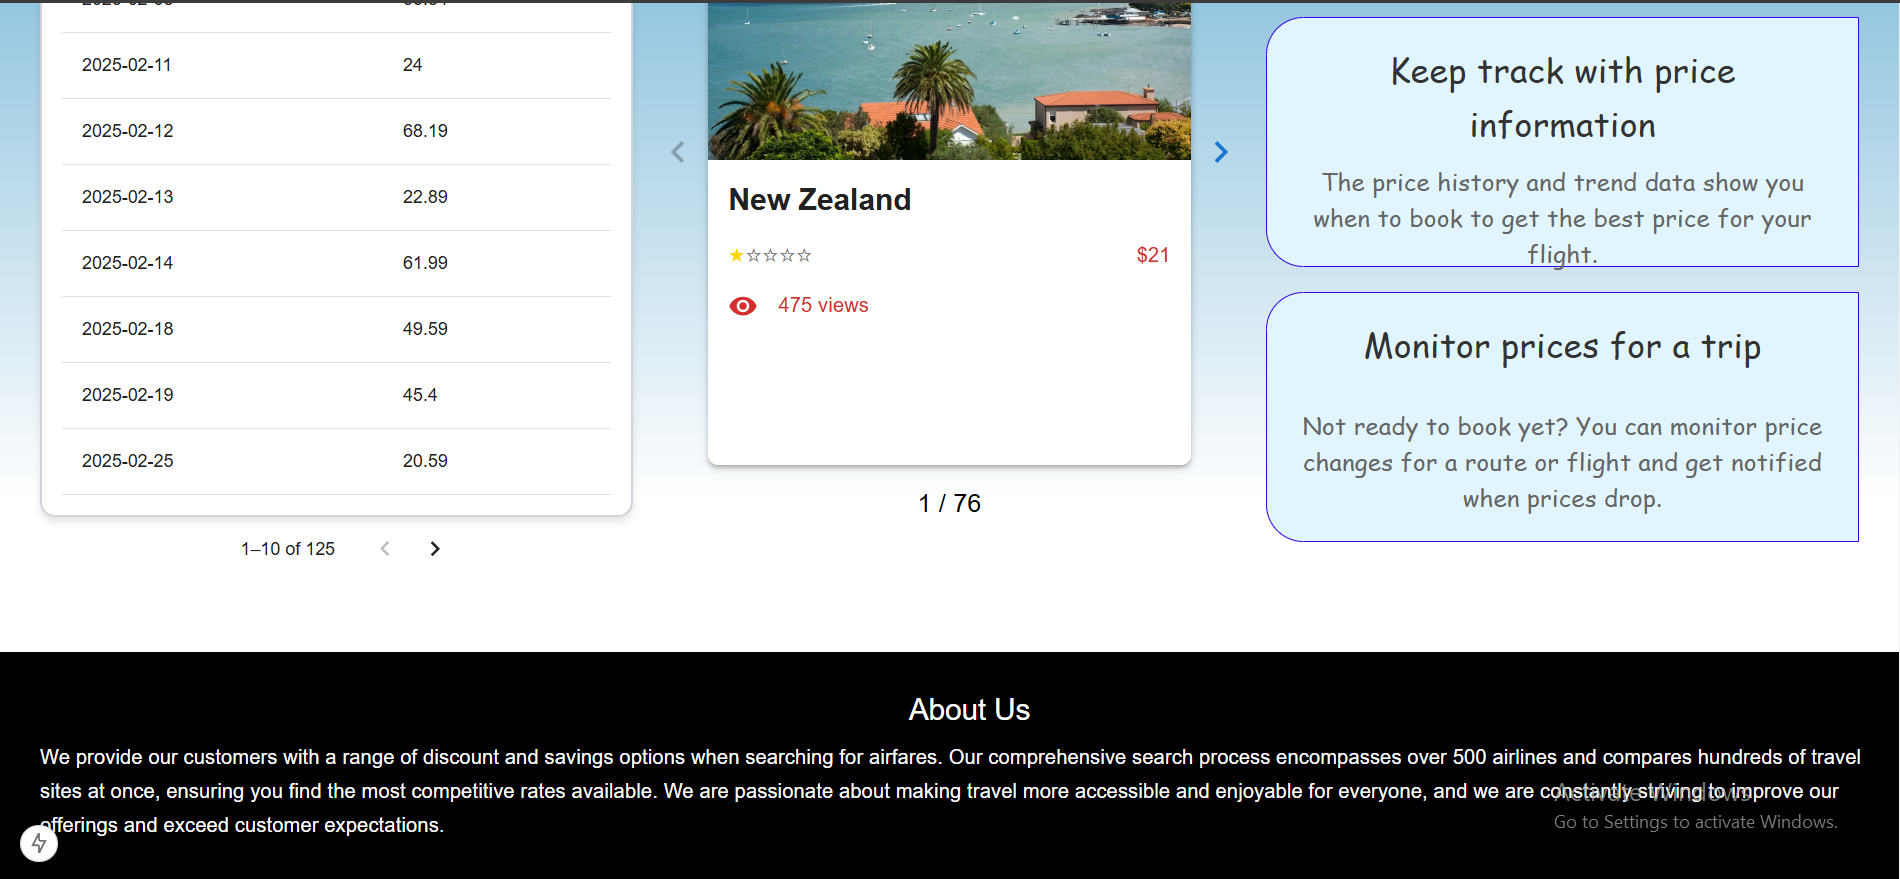 2025-02-11 24
2025-02-12 68.19
2025-02-13 22.89
2025-02-14 61.99
2025-02-18 49.59
2025-02-19 45.4
2025-02-25 20.59
1–10 of 125
New Zealand
$21
475 views
1 / 76
Keep track with price
information
The price history and trend data show you
when to book to get the best price for your
flight.
Monitor prices for a trip
Not ready to book yet? You can monitor price
changes for a route or flight and get notified
when prices drop.
About Us
We provide our customers with a range of discount and savings options when searching for airfares. Our comprehensive search process encompasses over 500 airlines and compares hundreds of travel
sites at once, ensuring you find the most competitive rates available. We are passionate about making travel more accessible and enjoyable for everyone, and we are constantly striving to improve our
offerings and exceed customer expectations.
Activate Windows
Go to Settings to activate Windows.